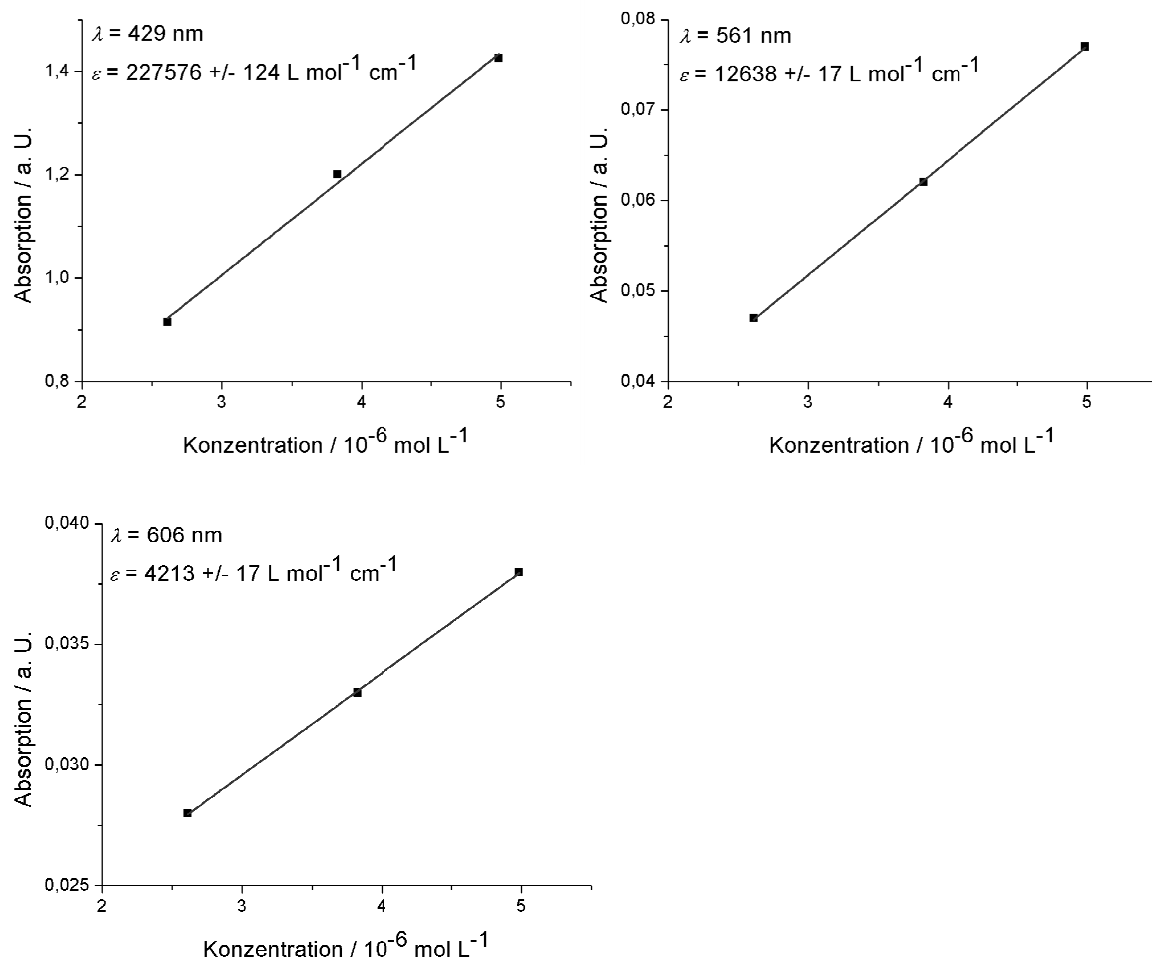 λ = 429 nm
ε = 227576 +/- 124 L mol⁻¹ cm⁻¹
1,4
1,2
1,0
0,8
2 3 4 5
Absorption / a. U.
Konzentration / 10⁻⁶ mol L⁻¹
λ = 561 nm
ε = 12638 +/- 17 L mol⁻¹ cm⁻¹
0,08
0,07
0,06
0,05
0,04
2 3 4 5
Absorption / a. U.
Konzentration / 10⁻⁶ mol L⁻¹
λ = 606 nm
ε = 4213 +/- 17 L mol⁻¹ cm⁻¹
0,040
0,035
0,030
0,025
2 3 4 5
Absorption / a. U.
Konzentration / 10⁻⁶ mol L⁻¹